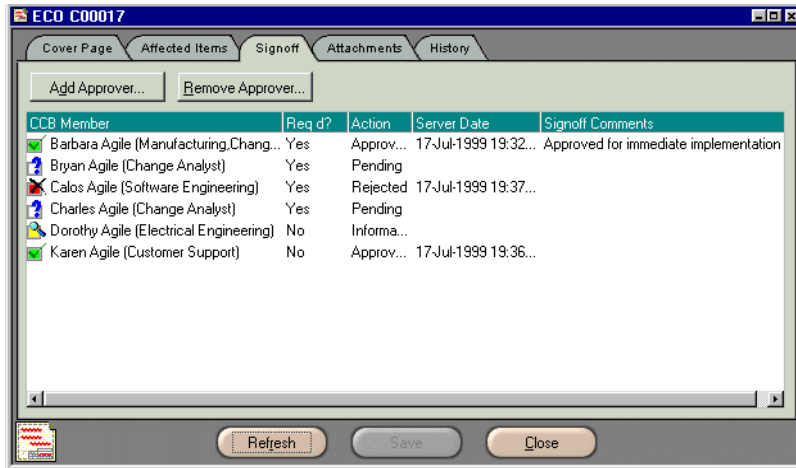 ECO C00017
Cover Page Affected Items Signoff Attachments History
Add Approver... Remove Approver...
CCB Member Req d? Action Server Date Signoff Comments
Barbara Agile (Manufacturing,Chang... Yes Approv... 17-Jul-1999 19:32... Approved for immediate implementation
Bryan Agile (Change Analyst) Yes Pending
Calos Agile (Software Engineering) Yes Rejected 17-Jul-1999 19:37...
Charles Agile (Change Analyst) Yes Pending
Dorothy Agile (Electrical Engineering) No Informa...
Karen Agile (Customer Support) No Approv... 17-Jul-1999 19:36...
Refresh Save Close